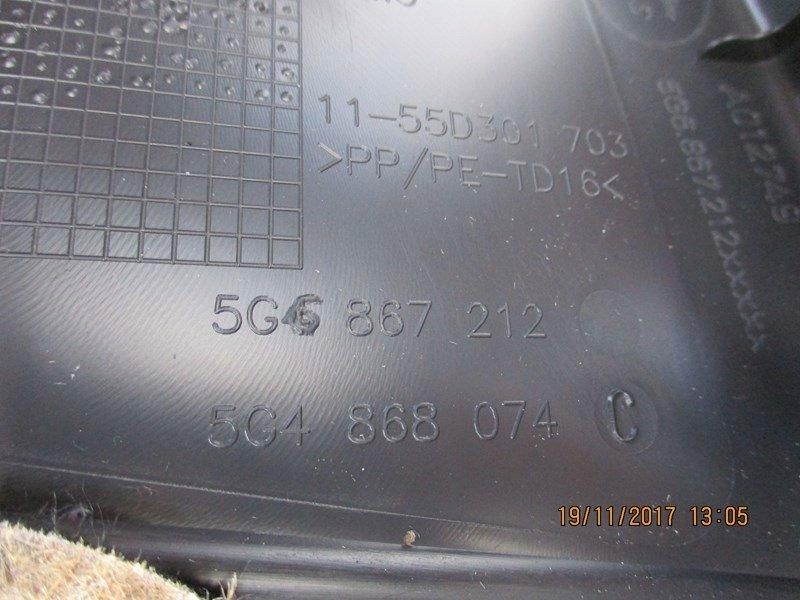 11-55D301 703
>PP/PE-TD16<
5G6 867 212
5G4 868 074 C
19/11/2017 13:05